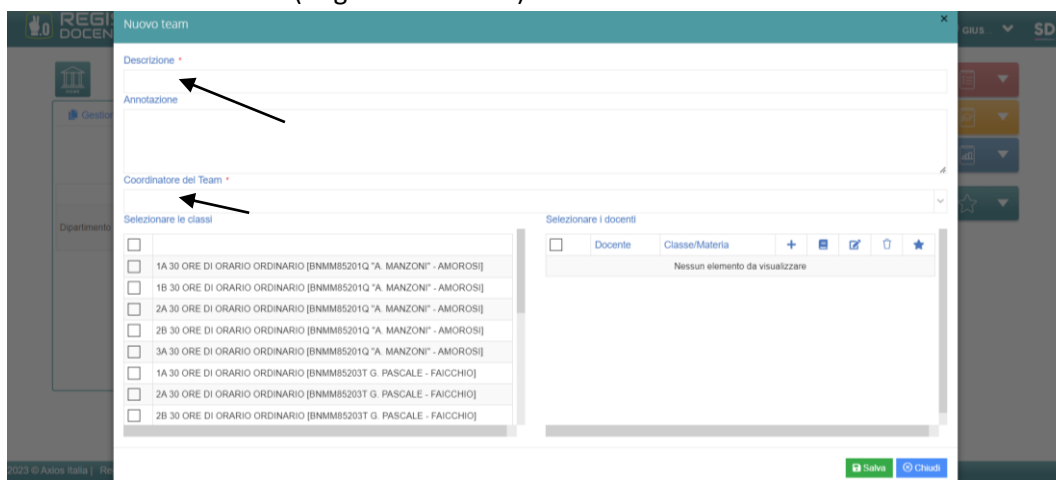 REGIS
DOCEN
Nuovo team
×
GIUS...
SD
Descrizione *
Annotazione
Gestion
Coordinatore del Team *
Dipartimento
Selezionare le classi
Selezionare i docenti
Docente Classe/Materia
Nessun elemento da visualizzare
1A 30 ORE DI ORARIO ORDINARIO [BNMM85201Q "A. MANZONI" - AMOROSI]
1B 30 ORE DI ORARIO ORDINARIO [BNMM85201Q "A. MANZONI" - AMOROSI]
2A 30 ORE DI ORARIO ORDINARIO [BNMM85201Q "A. MANZONI" - AMOROSI]
2B 30 ORE DI ORARIO ORDINARIO [BNMM85201Q "A. MANZONI" - AMOROSI]
3A 30 ORE DI ORARIO ORDINARIO [BNMM85201Q "A. MANZONI" - AMOROSI]
1A 30 ORE DI ORARIO ORDINARIO [BNMM85203T G. PASCALE - FAICCHIO]
2A 30 ORE DI ORARIO ORDINARIO [BNMM85203T G. PASCALE - FAICCHIO]
2B 30 ORE DI ORARIO ORDINARIO [BNMM85203T G. PASCALE - FAICCHIO]
Salva
Chiudi
2023 © Axios Italia | Re